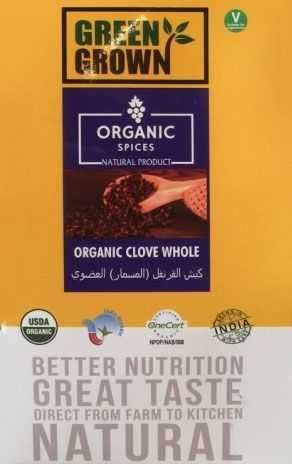 GREEN
GROWN
V
ORGANIC
SPICES
NATURAL PRODUCT
ORGANIC CLOVE WHOLE
كبش القرنفل (المسمار) العضوي
USDA
ORGANIC
OneCert
NPOP/NAB/008
INDIA
BETTER NUTRITION
GREAT TASTE
DIRECT FROM FARM TO KITCHEN
NATURAL